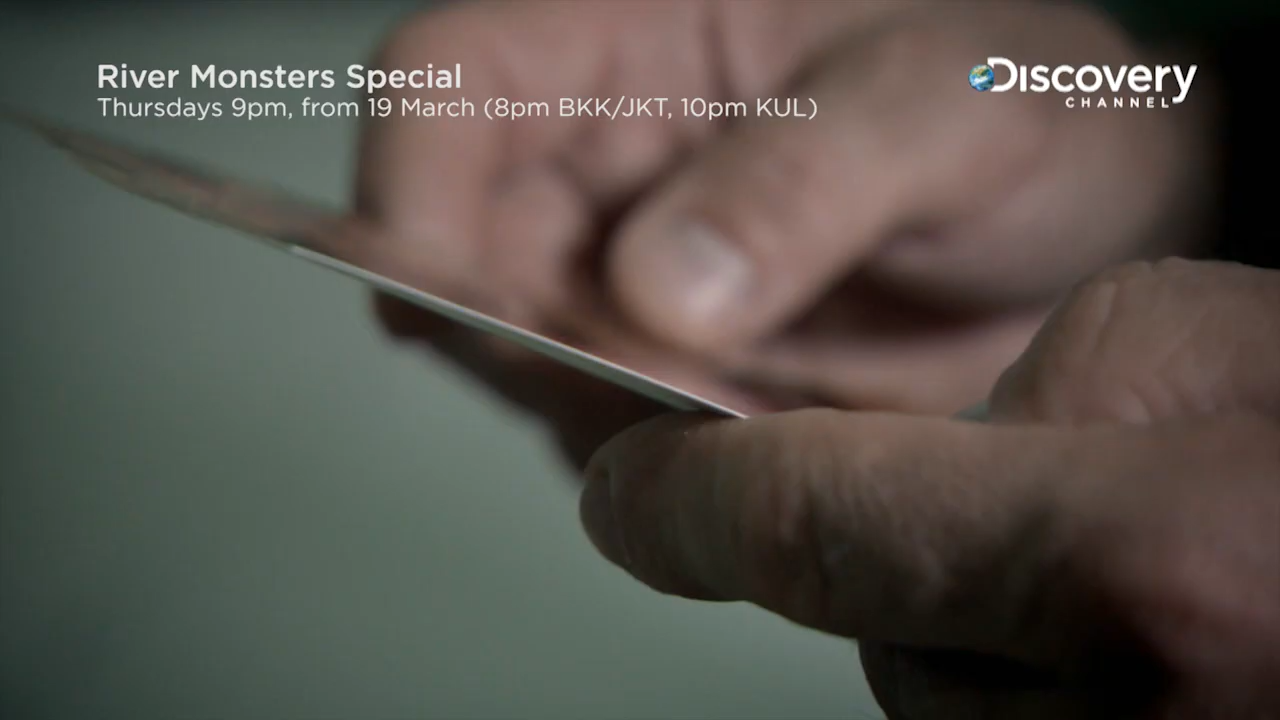 River Monsters Special
Thursdays 9pm, from 19 March (8pm BKK/JKT, 10pm KUL)
Discovery
CHANNEL